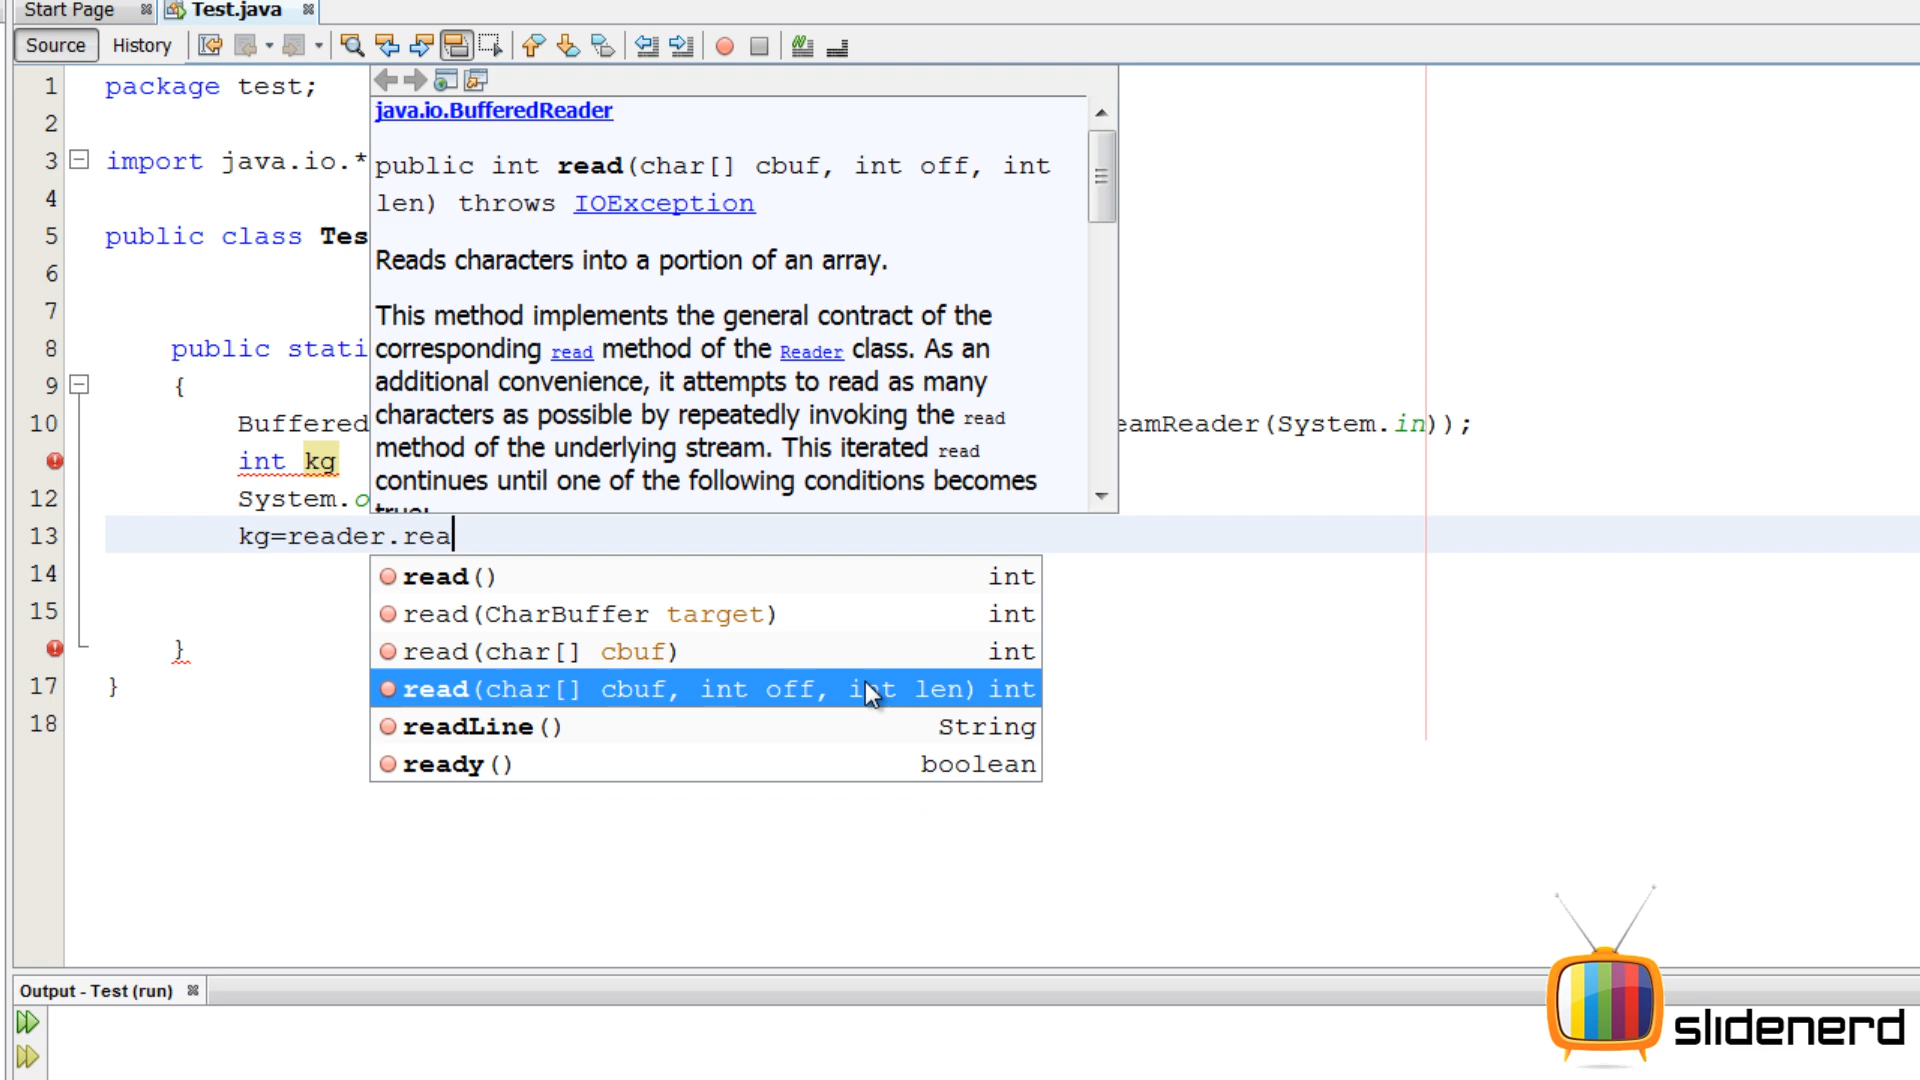 Start Page
Test.java
Source History
1 package test;
2
3 import java.io.*
4
5 public class Tes
6
7
8 public stati
9 {
10 Buffered eamReader(System.in));
int kg
12 System.o
13 kg=reader.rea
14
15
}
17 }
18
java.io.BufferedReader
public int read(char[] cbuf, int off, int
len) throws IOException
Reads characters into a portion of an array.
This method implements the general contract of the
corresponding read method of the Reader class. As an
additional convenience, it attempts to read as many
characters as possible by repeatedly invoking the read
method of the underlying stream. This iterated read
continues until one of the following conditions becomes
true:
read() int
read(CharBuffer target) int
read(char[] cbuf) int
read(char[] cbuf, int off, int len) int
readLine() String
ready() boolean
Output - Test (run)
slidenerd